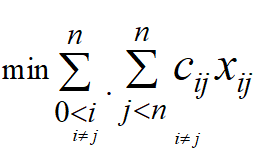 min ∑_{0<i, i≠j}^{n} . ∑_{j<n, i≠j}^{n} c_{ij} x_{ij}